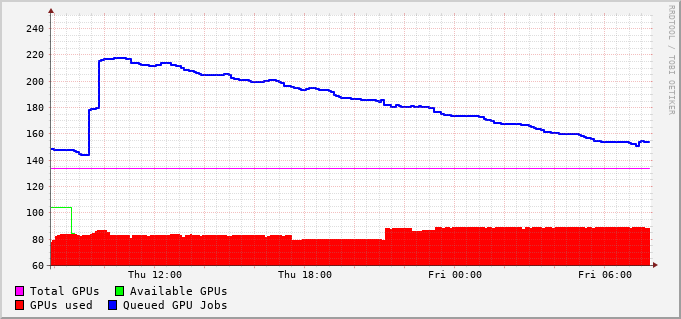 RRDTOOL / TOBI OETIKER
240
220
200
180
160
140
120
100
80
60
Thu 12:00 Thu 18:00 Fri 00:00 Fri 06:00
Total GPUs Available GPUs
GPUs used Queued GPU Jobs